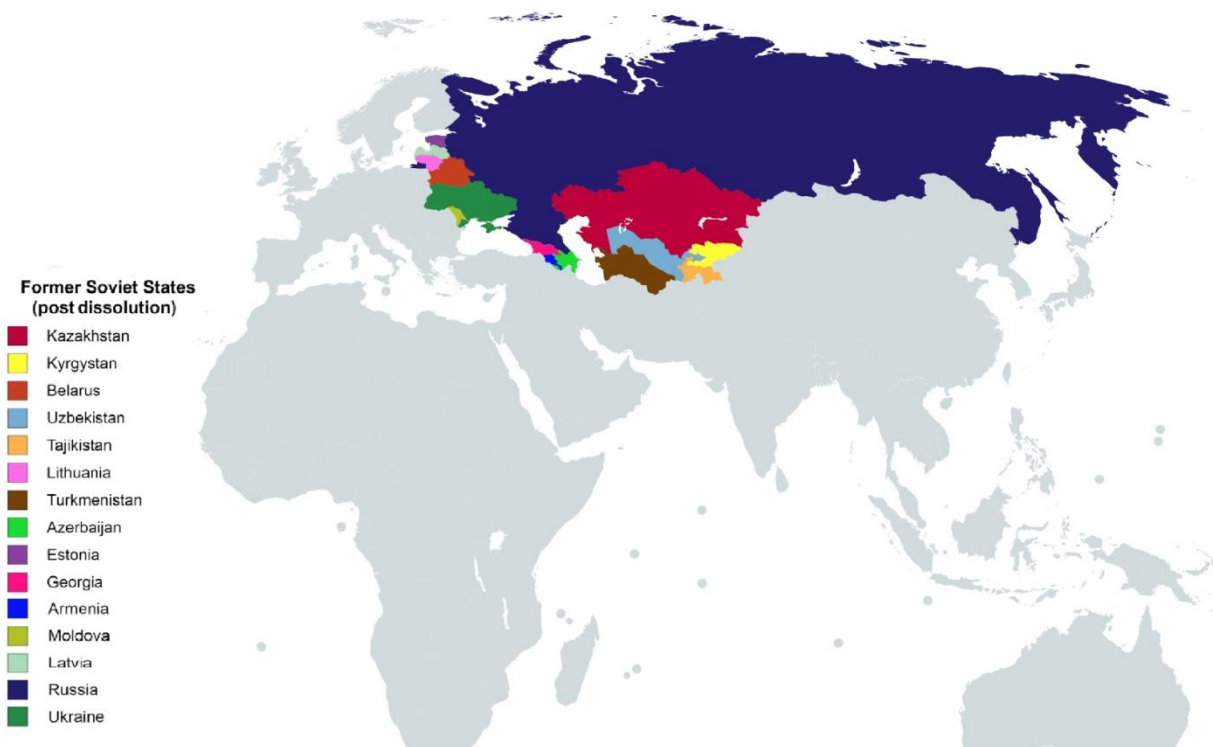 Former Soviet States
(post dissolution)
Kazakhstan
Kyrgystan
Belarus
Uzbekistan
Tajikistan
Lithuania
Turkmenistan
Azerbaijan
Estonia
Georgia
Armenia
Moldova
Latvia
Russia
Ukraine